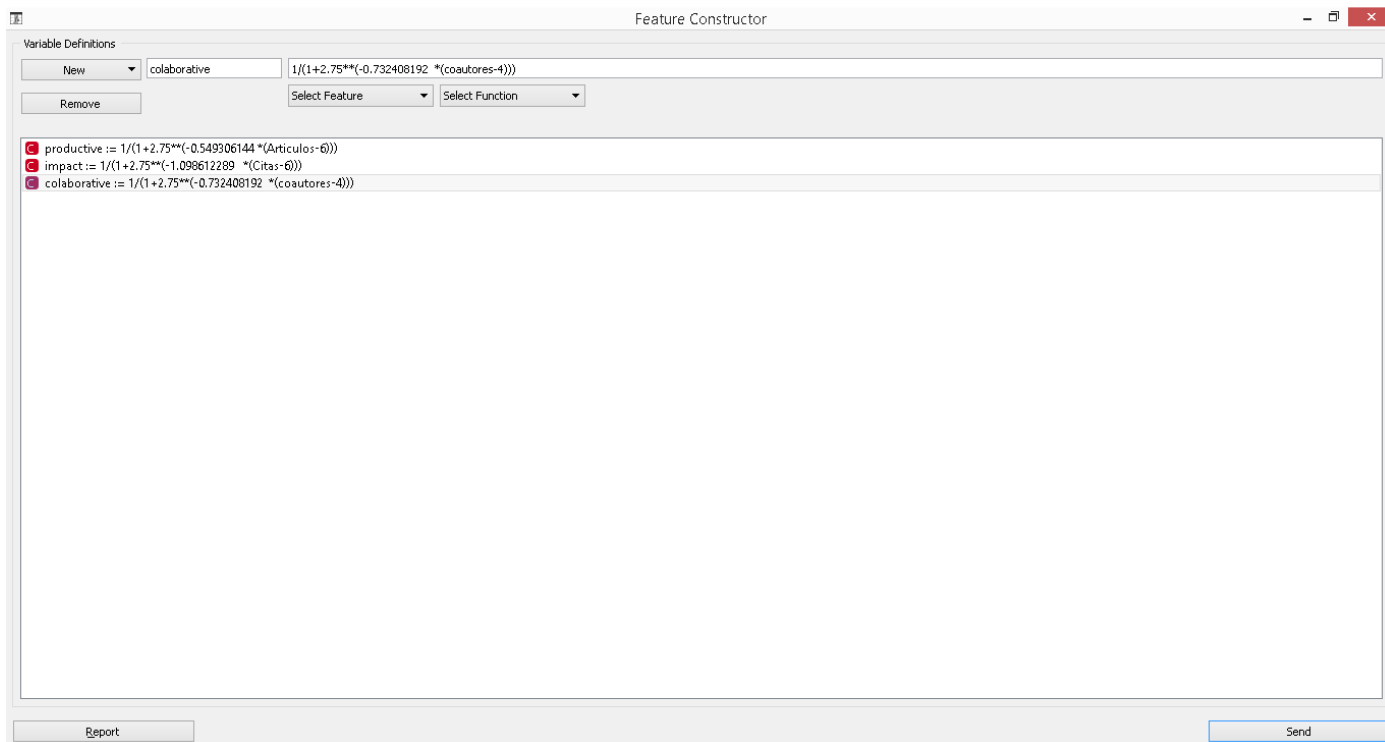 Feature Constructor
Variable Definitions
New colaborative 1/(1+2.75**(-0.732408192  *(coautores-4)))
Remove Select Feature Select Function
C productive := 1/(1+2.75**(-0.549306144 *(Articulos-6)))
C impact := 1/(1+2.75**(-1.098612289   *(Citas-6)))
C colaborative := 1/(1+2.75**(-0.732408192  *(coautores-4)))
Report Send